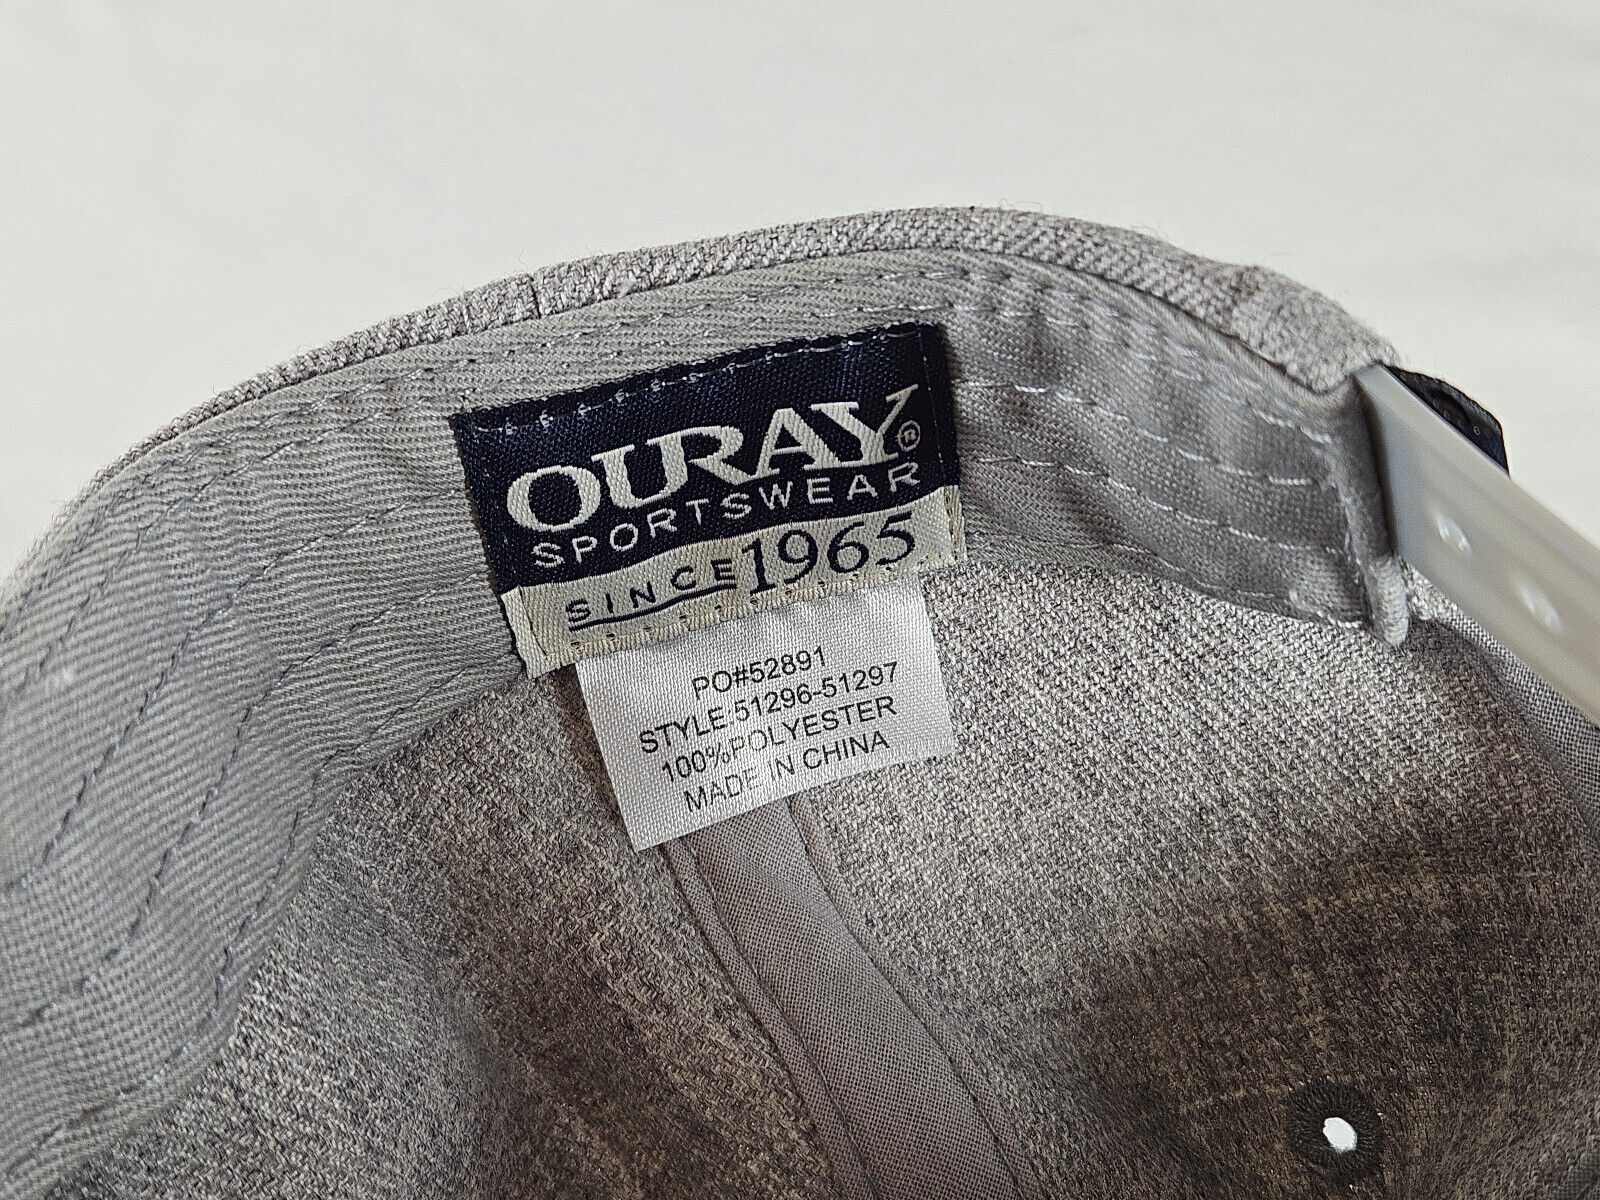 OURAY®
SPORTSWEAR
SINCE 1965
PO#52891
STYLE.51296-51297
100%POLYESTER
MADE IN CHINA